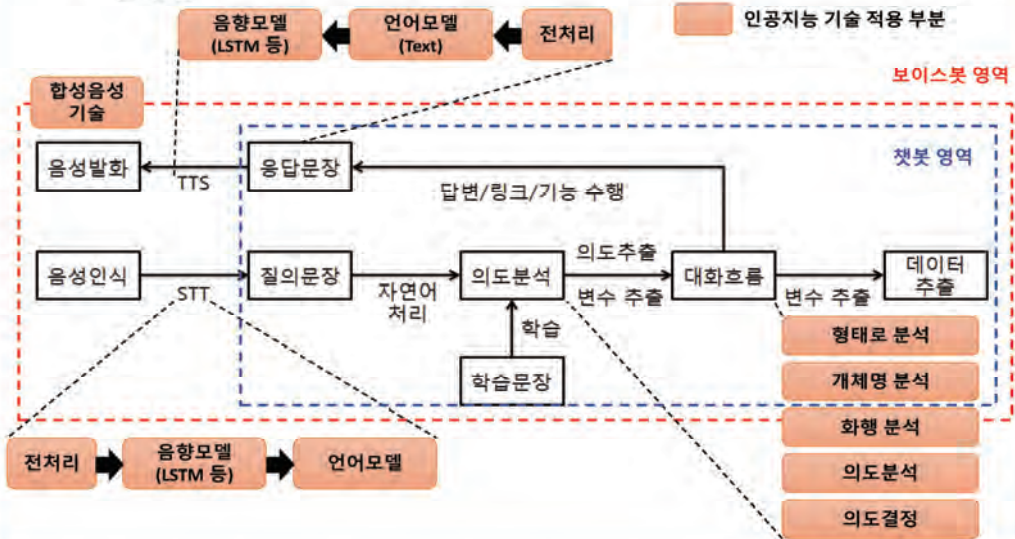 음향모델
(LSTM 등)
언어모델
(Text)
전처리
인공지능 기술 적용 부분
보이스봇 영역
합성음성
기술
챗봇 영역
음성발화
TTS
응답문장
답변/링크/기능 수행
음성인식
STT
질의문장
자연어
처리
의도분석
의도추출
변수 추출
대화흐름
변수 추출
데이터
추출
학습
학습문장
형태로 분석
개체명 분석
화행 분석
의도분석
의도결정
전처리
음향모델
(LSTM 등)
언어모델